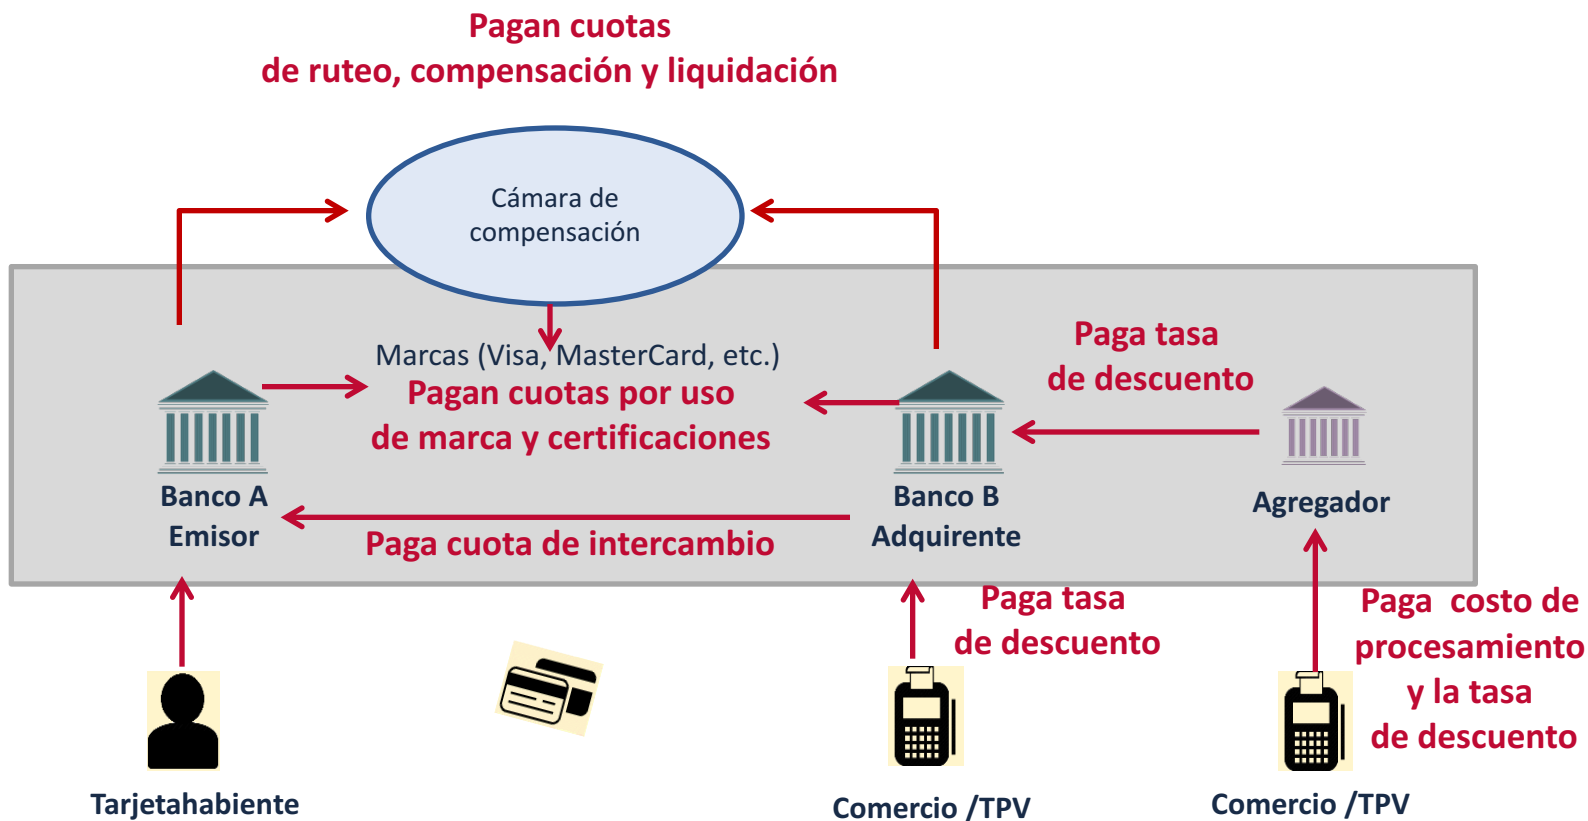 Pagan cuotas
de ruteo, compensación y liquidación
Cámara de
compensación
Marcas (Visa, MasterCard, etc.)
Pagan cuotas por uso
de marca y certificaciones
Paga tasa
de descuento
Banco A
Emisor
Banco B
Adquirente
Agregador
Paga cuota de intercambio
Paga tasa
de descuento
Paga  costo de
procesamiento
y la tasa
de descuento
Tarjetahabiente
Comercio /TPV
Comercio /TPV